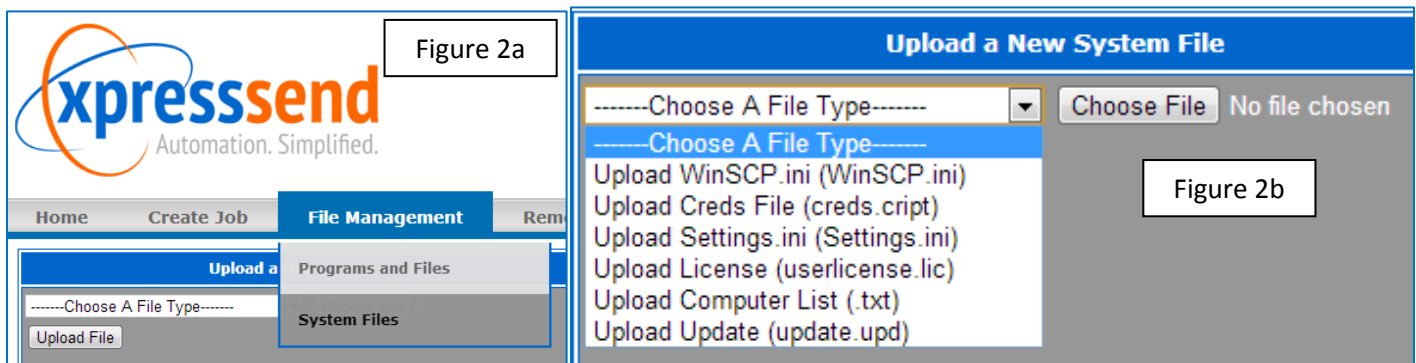 Figure 2a
xpresssend
Automation. Simplified.
Home Create Job File Management Rem
Upload a
Programs and Files
-------Choose A File Type-------
System Files
Upload File
Upload a New System File
-------Choose A File Type------- Choose File No file chosen
-------Choose A File Type-------
Upload WinSCP.ini (WinSCP.ini)
Upload Creds File (creds.cript)
Upload Settings.ini (Settings.ini)
Upload License (userlicense.lic)
Upload Computer List (.txt)
Upload Update (update.upd)
Figure 2b